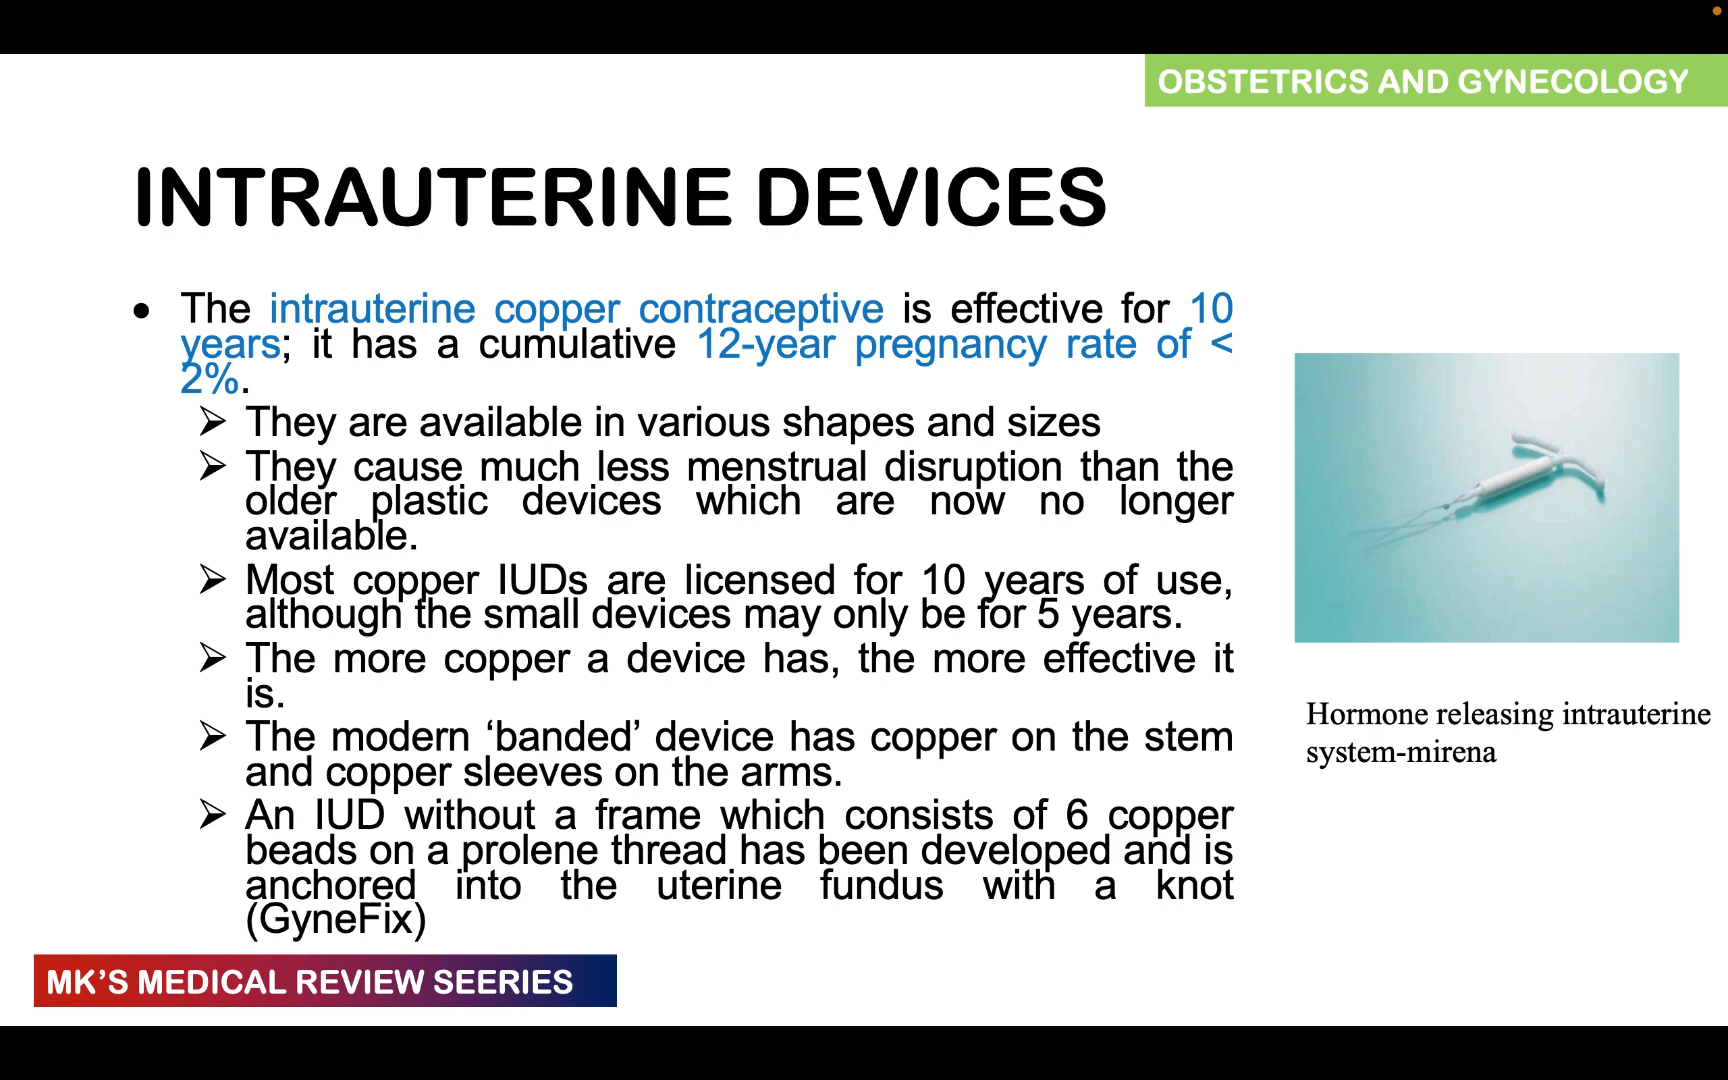 OBSTETRICS AND GYNECOLOGY
INTRAUTERINE DEVICES
• The intrauterine copper contraceptive is effective for 10
years; it has a cumulative 12-year pregnancy rate of <
2%.
➢ They are available in various shapes and sizes
➢ They cause much less menstrual disruption than the
older plastic devices which are now no longer
available.
➢ Most copper IUDs are licensed for 10 years of use,
although the small devices may only be for 5 years.
➢ The more copper a device has, the more effective it
is.
➢ The modern ‘banded’ device has copper on the stem
and copper sleeves on the arms.
➢ An IUD without a frame which consists of 6 copper
beads on a prolene thread has been developed and is
anchored into the uterine fundus with a knot
(GyneFix)
Hormone releasing intrauterine
system-mirena
MK’S MEDICAL REVIEW SEERIES